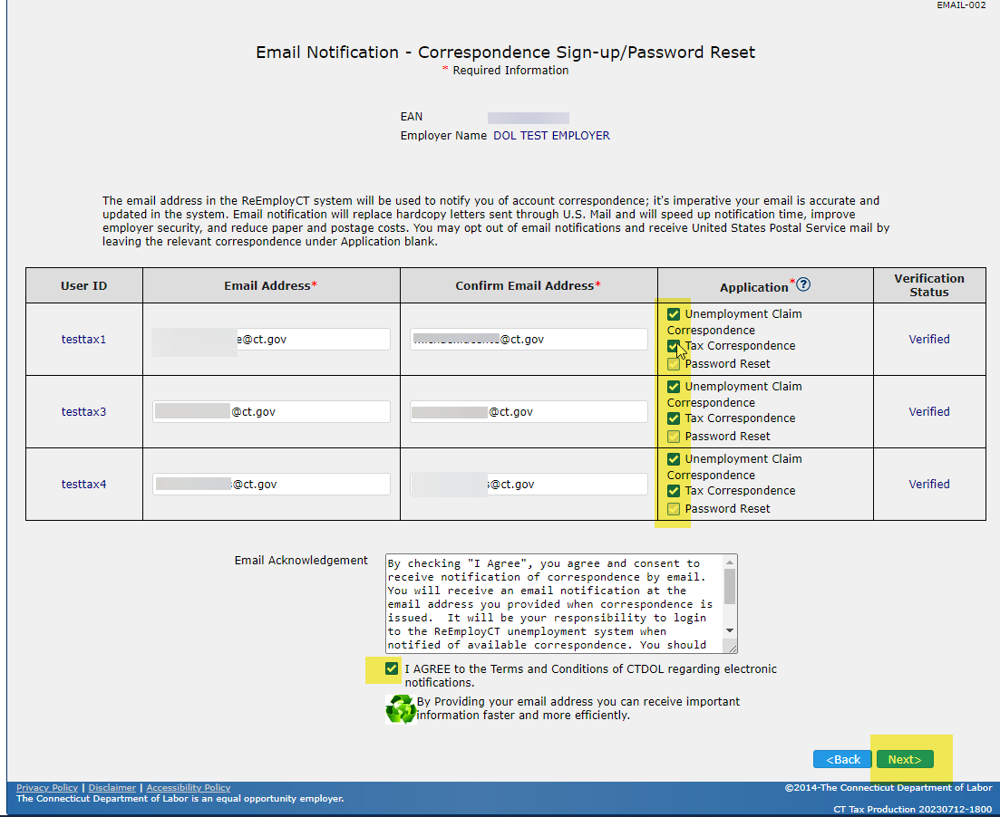 EMAIL-002
Email Notification - Correspondence Sign-up/Password Reset
* Required Information
EAN
Employer Name DOL TEST EMPLOYER
The email address in the ReEmployCT system will be used to notify you of account correspondence; it's imperative your email is accurate and
updated in the system. Email notification will replace hardcopy letters sent through U.S. Mail and will speed up notification time, improve
employer security, and reduce paper and postage costs. You may opt out of email notifications and receive United States Postal Service mail by
leaving the relevant correspondence under Application blank.
User ID Email Address* Confirm Email Address* Application*? Verification
Status
testtax1 e@ct.gov @ct.gov Unemployment Claim
Correspondence
Tax Correspondence
Password Reset
Verified
testtax3 @ct.gov @ct.gov Unemployment Claim
Correspondence
Tax Correspondence
Password Reset
Verified
testtax4 @ct.gov s@ct.gov Unemployment Claim
Correspondence
Tax Correspondence
Password Reset
Verified
Email Acknowledgement
By checking "I Agree", you agree and consent to
receive notification of correspondence by email.
You will receive an email notification at the
email address you provided when correspondence is
issued.  It will be your responsibility to login
to the ReEmployCT unemployment system when
notified of available correspondence. You should
I AGREE to the Terms and Conditions of CTDOL regarding electronic
notifications.
By Providing your email address you can receive important
information faster and more efficiently.
<Back Next>
Privacy Policy | Disclaimer | Accessibility Policy
The Connecticut Department of Labor is an equal opportunity employer.
©2014-The Connecticut Department of Labor
CT Tax Production 20230712-1800